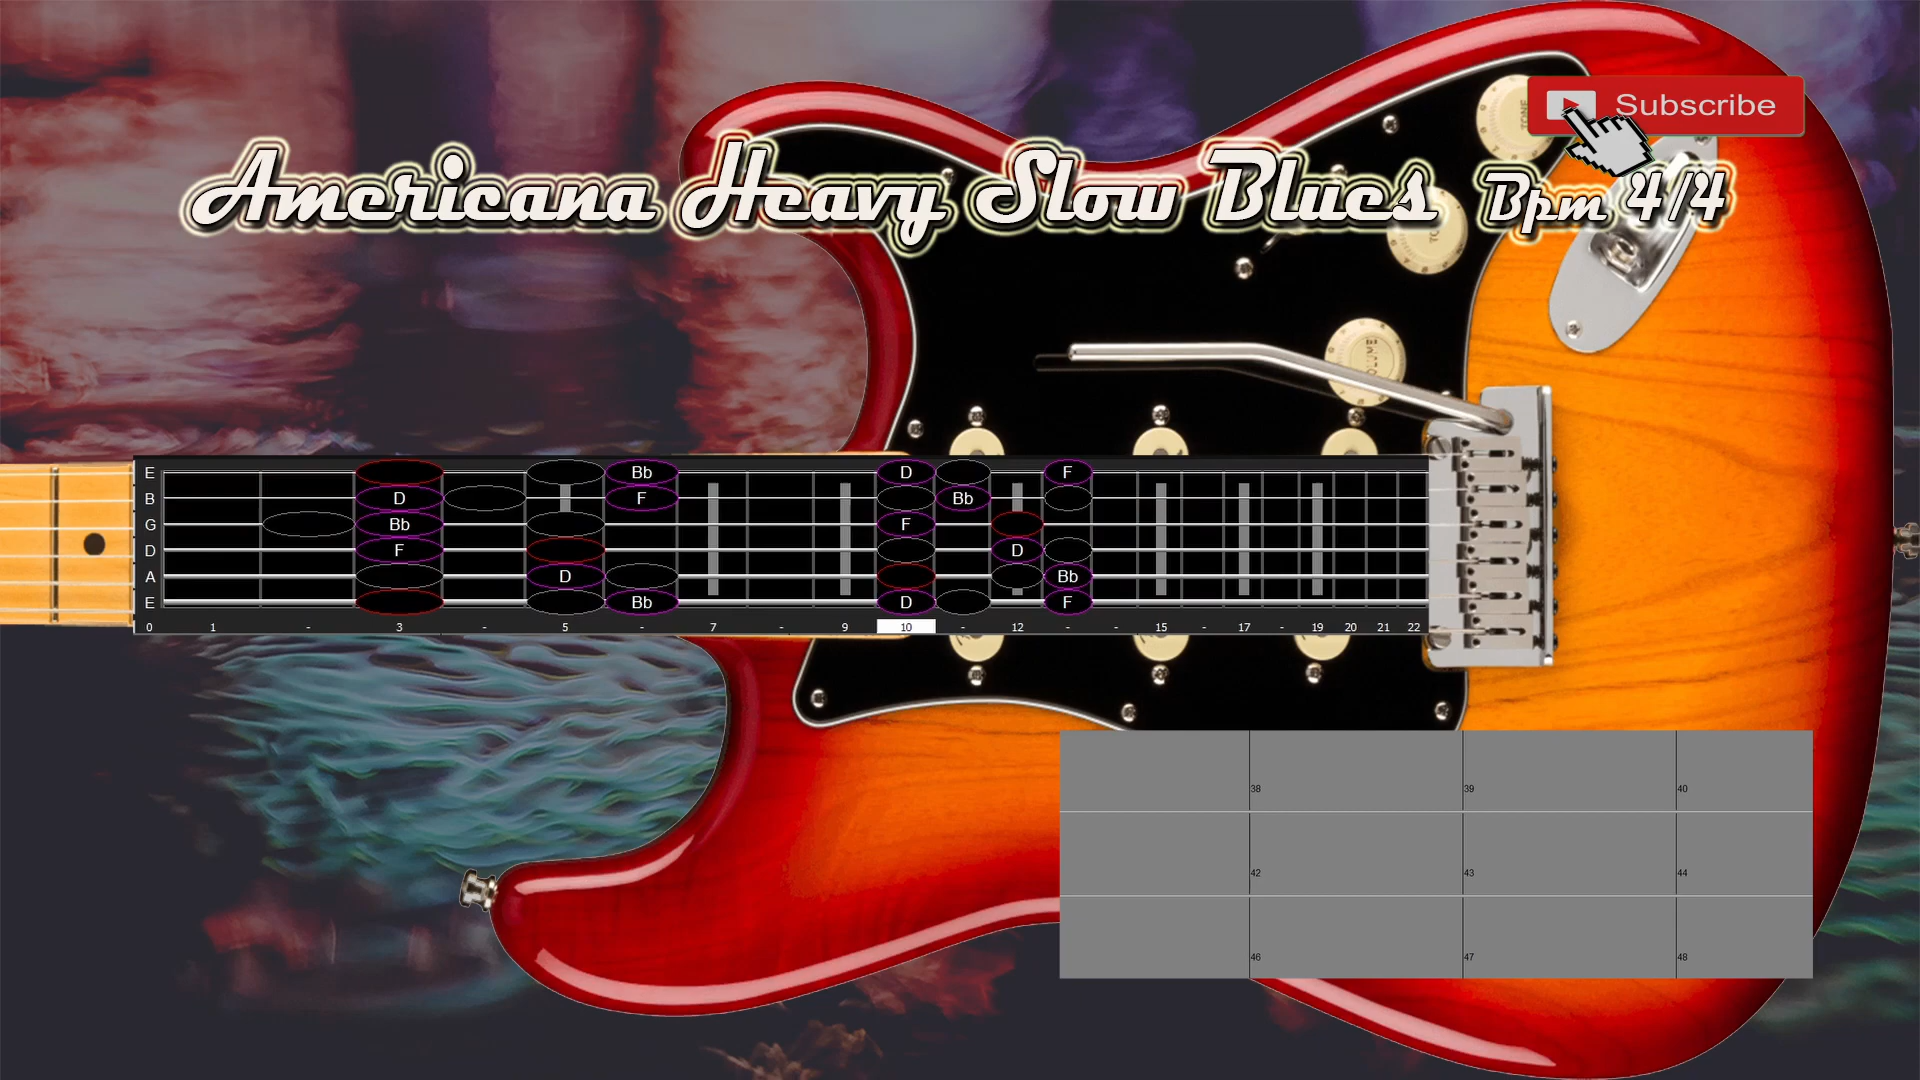 Subscribe
Americana Heavy Slow Blues Bpm 4/4
E Bb D F
B D F Bb
G Bb F
D F D
A D Bb
E Bb D F
0 1 - 3 - 5 - 7 - 9 10 - 12 - - 15 - 17 - 19 20 21 22
38 39 40
42 43 44
46 47 48